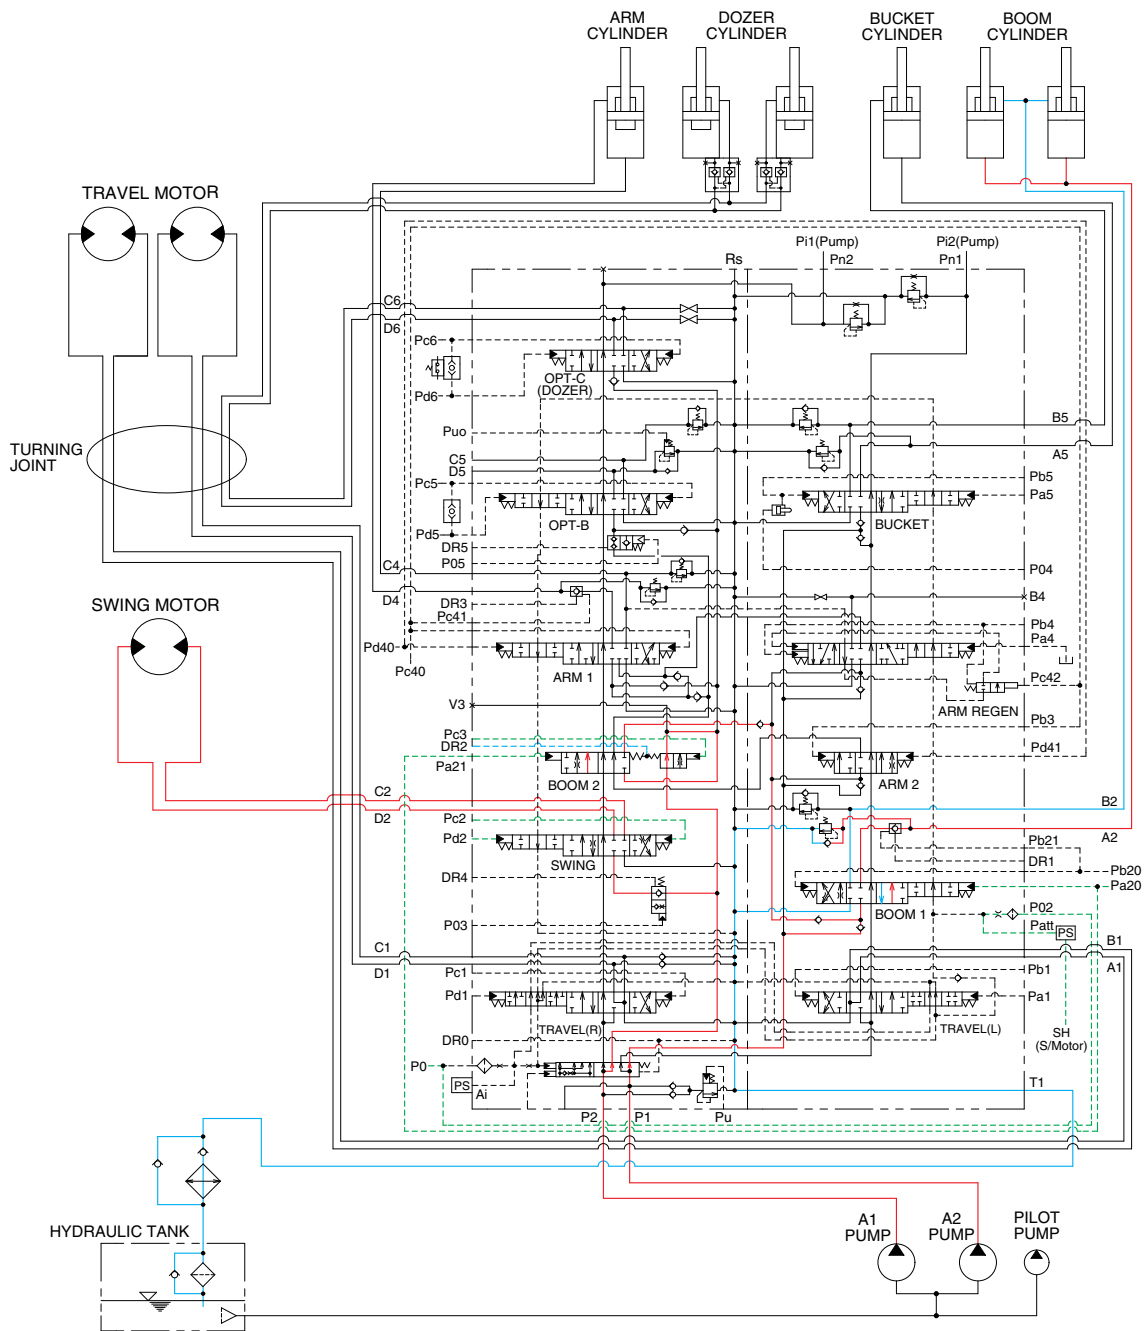 ARM
CYLINDER
DOZER
CYLINDER
BUCKET
CYLINDER
BOOM
CYLINDER
TRAVEL MOTOR
Pi1(Pump)
Pi2(Pump)
Rs
Pn2
Pn1
C6
D6
Pc6
OPT-C
(DOZER)
Pd6
Puo
B5
TURNING
JOINT
C5
A5
D5
Pc5
Pb5
Pa5
OPT-B
BUCKET
Pd5
DR5
P05
P04
C4
D4
B4
SWING MOTOR
DR3
Pc41
Pb4
Pa4
Pd40
Pc40
ARM 1
Pc42
ARM REGEN
V3
Pb3
Pc3
DR2
Pd41
Pa21
BOOM 2
ARM 2
C2
B2
D2
Pc2
A2
Pd2
Pb21
SWING
DR1
DR4
Pb20
Pa20
BOOM 1
P02
P03
Patt
PS
C1
B1
D1
A1
Pc1
Pb1
Pd1
Pa1
TRAVEL(R)
TRAVEL(L)
DR0
SH
(S/Motor)
P0
PS
Ai
T1
P2
P1
Pu
HYDRAULIC TANK
A1
PUMP
A2
PUMP
PILOT
PUMP